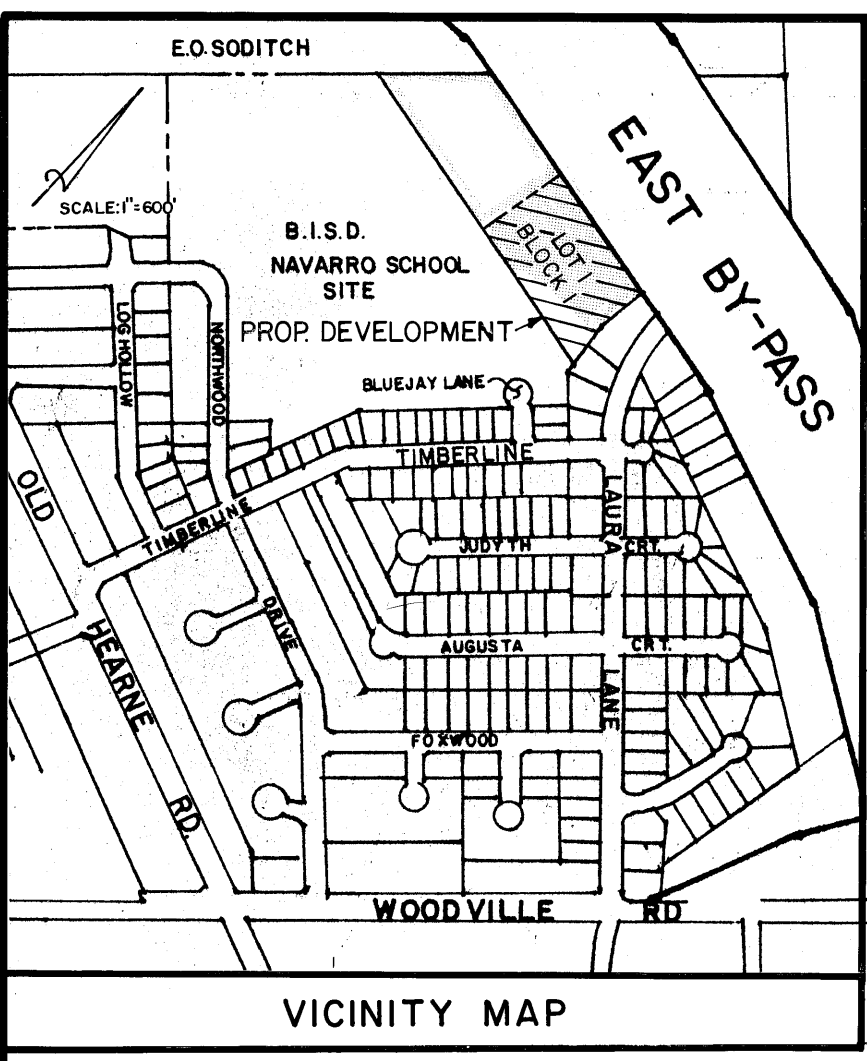 E.O. SODITCH
EAST BY-PASS
SCALE: 1"=600'
B.I.S.D.
NAVARRO SCHOOL
SITE
LOT 1
BLOCK 1
PROP. DEVELOPMENT
LOG HOLLOW
NORTHWOOD
BLUEJAY LANE
TIMBERLINE
OLD
TIMBERLINE
LAURA
JUDYTH
CRT.
DRIVE
HEARNE
AUGUSTA
CRT.
LANE
FOXWOOD
RD.
WOODVILLE
RD
VICINITY MAP